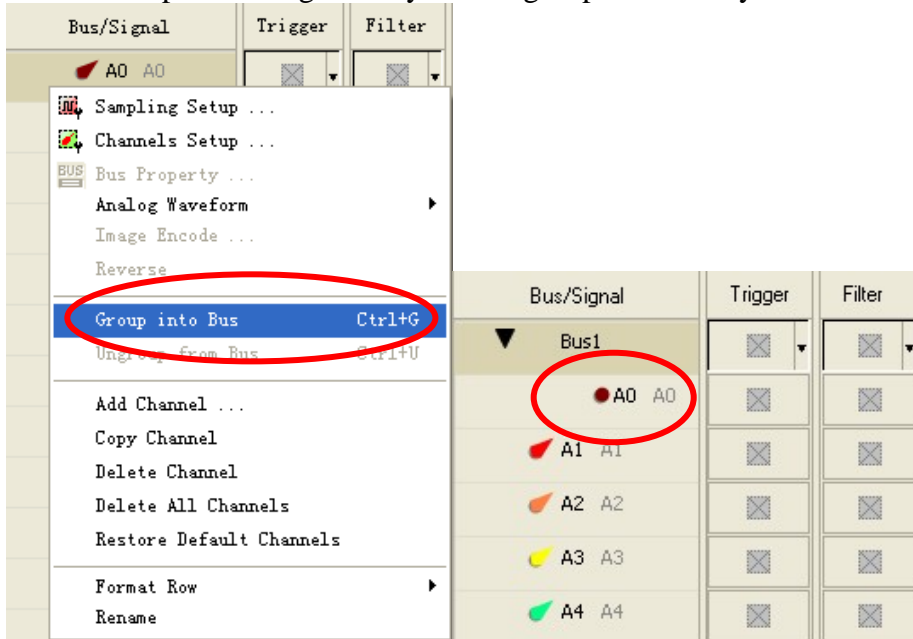 Bus/Signal Trigger Filter
A0 A0
Sampling Setup ...
Channels Setup ...
BUS Bus Property ...
Analog Waveform
Image Encode ...
Reverse
Group into Bus Ctrl+G
Ungroup from Bus Ctrl+U
Add Channel ...
Copy Channel
Delete Channel
Delete All Channels
Restore Default Channels
Format Row
Rename
Bus/Signal Trigger Filter
Bus1
A0 A0
A1 A1
A2 A2
A3 A3
A4 A4